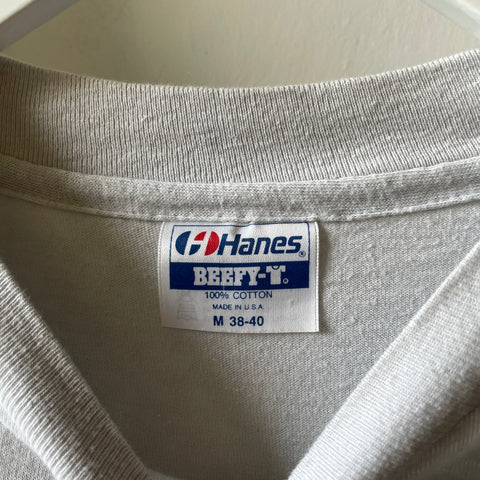 Hanes®
BEEFY-T®
100% COTTON
MADE IN U.S.A.
M 38-40